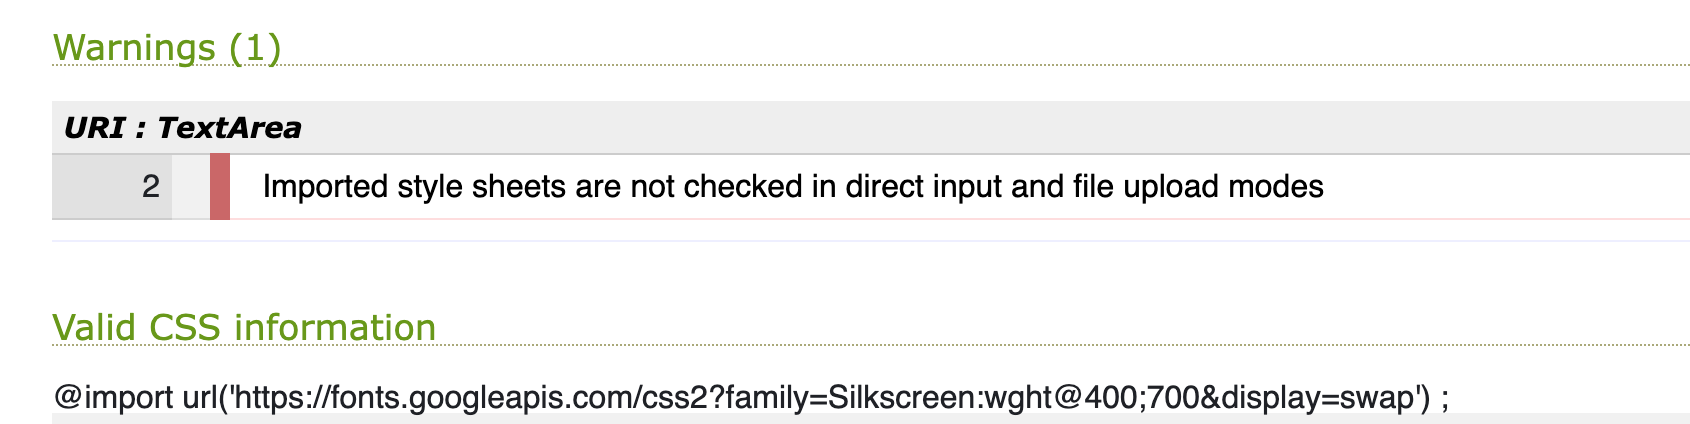 Warnings (1)
URI : TextArea
2 Imported style sheets are not checked in direct input and file upload modes
Valid CSS information
@import url('https://fonts.googleapis.com/css2?family=Silkscreen:wght@400;700&display=swap') ;